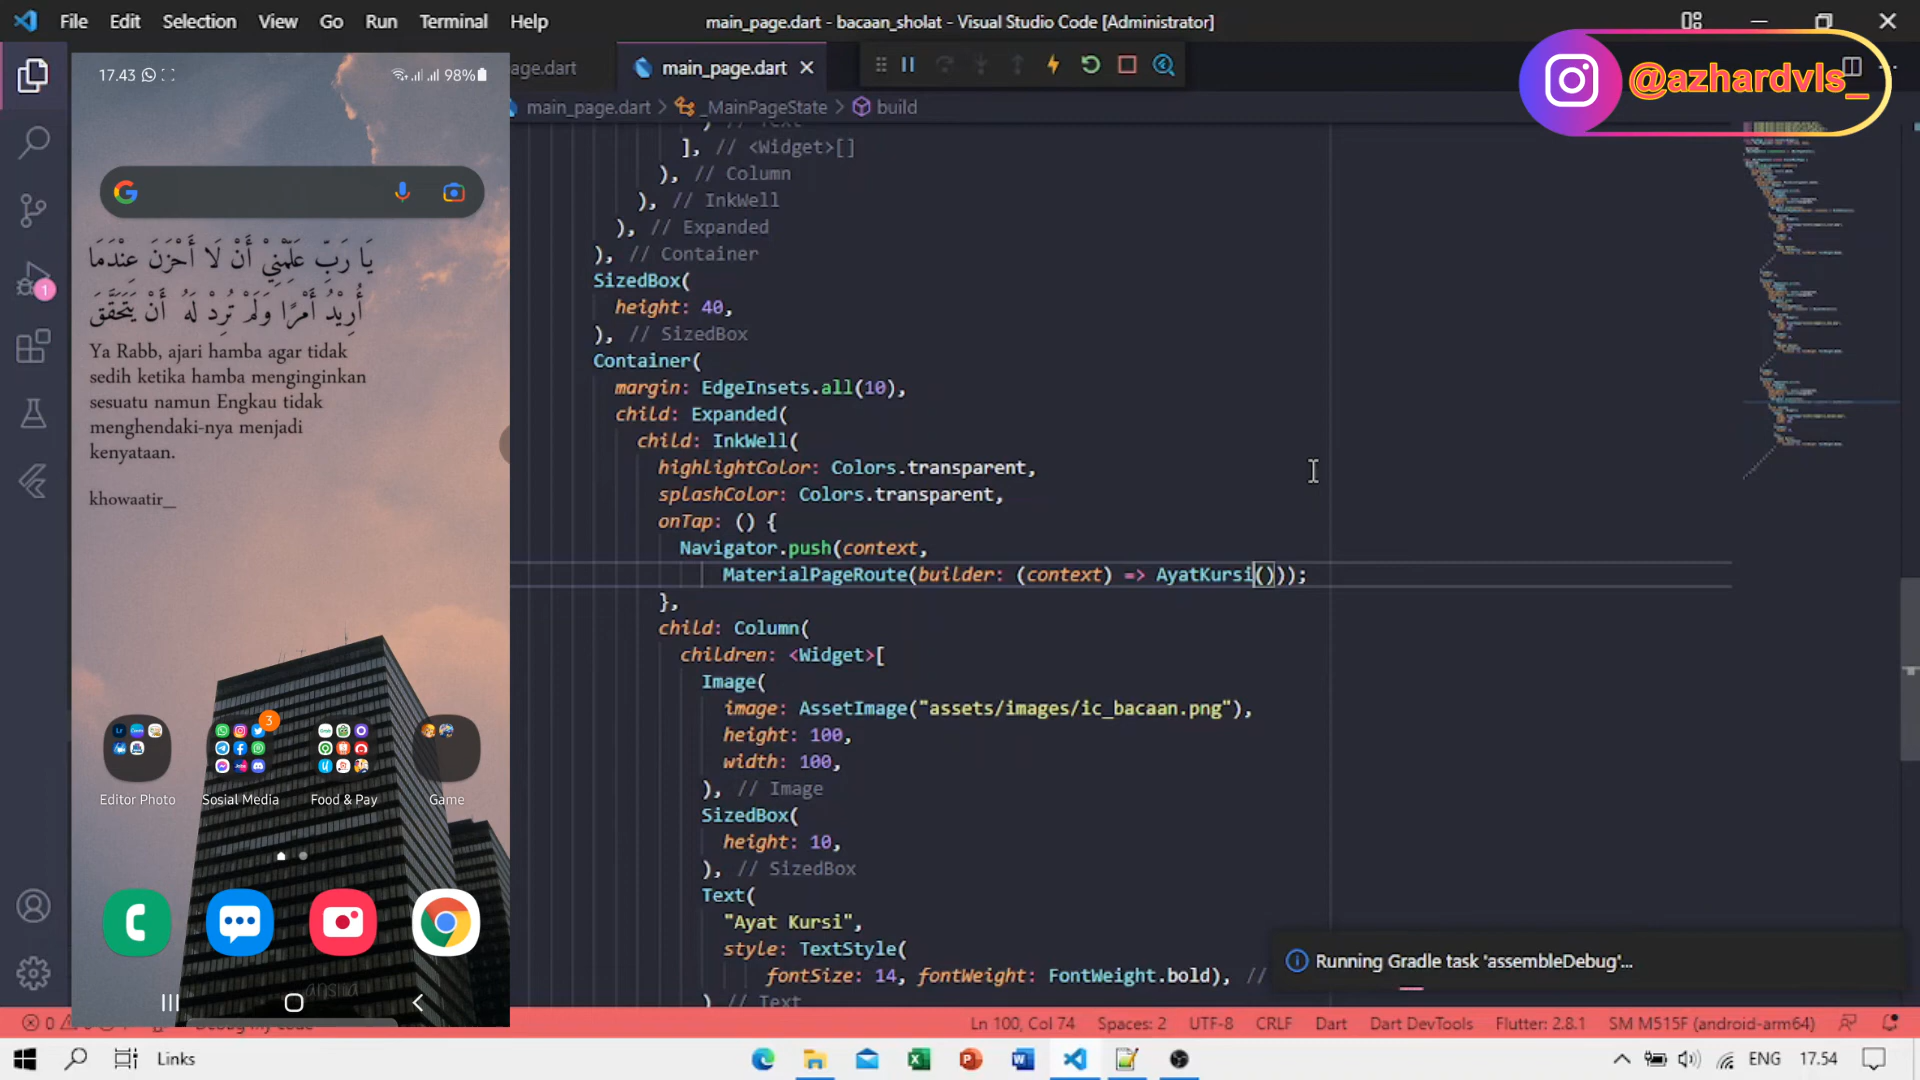 File Edit Selection View Go Run Terminal Help
main_page.dart - bacaan_sholat - Visual Studio Code [Administrator]
age.dart
main_page.dart
@azhardvls_
main_page.dart > _MainPageState > build
17.43
98%
G
يَا رَبِّ عَلِّمْنِيْ أَنْ لَا أَحْزَنَ عِنْدَمَا
أُرِيْدُ أَمْرًا وَلَمْ تُرِدْ لَهُ أَنْ يَتَحَقَّقَ
Ya Rabb, ajari hamba agar tidak
sedih ketika hamba menginginkan
sesuatu namun Engkau tidak
menghendaki-nya menjadi
kenyataan.
khowaatir_
3
Editor Photo
Sosial Media
Food & Pay
Game
1
) // Text
], // <Widget>[]
), // Column
), // InkWell
), // Expanded
), // Container
SizedBox(
height: 40,
), // SizedBox
Container(
margin: EdgeInsets.all(10),
child: Expanded(
child: InkWell(
highlightColor: Colors.transparent,
splashColor: Colors.transparent,
onTap: () {
Navigator.push(context,
MaterialPageRoute(builder: (context) => AyatKursi()));
},
child: Column(
children: <Widget>[
Image(
image: AssetImage("assets/images/ic_bacaan.png"),
height: 100,
width: 100,
), // Image
SizedBox(
height: 10,
), // SizedBox
Text(
"Ayat Kursi",
style: TextStyle(
fontSize: 14, fontWeight: FontWeight.bold), //
) // Text
Running Gradle task 'assembleDebug'...
0
Ln 100, Col 74
Spaces: 2
UTF-8
CRLF
Dart
Dart DevTools
Flutter: 2.8.1
SM M515F (android-arm64)
Links
ENG
17.54